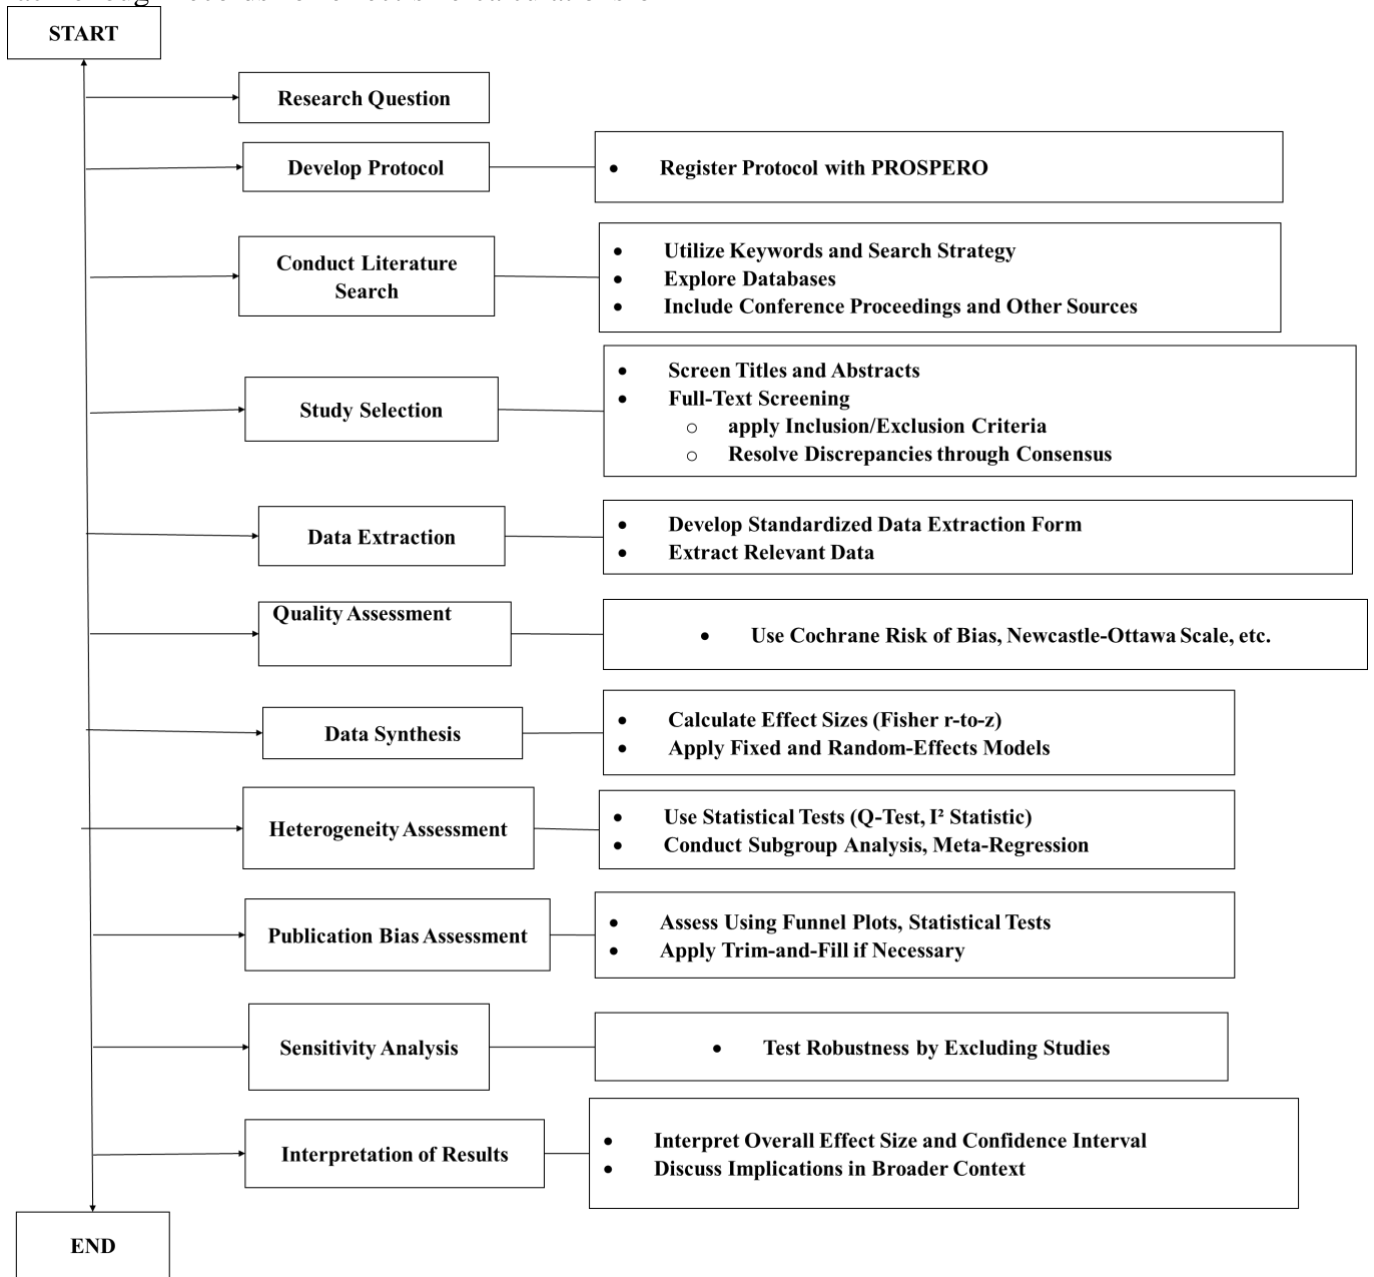 START
Research Question
Develop Protocol
• Register Protocol with PROSPERO
Conduct Literature
Search
• Utilize Keywords and Search Strategy
• Explore Databases
• Include Conference Proceedings and Other Sources
Study Selection
• Screen Titles and Abstracts
• Full-Text Screening
○ apply Inclusion/Exclusion Criteria
○ Resolve Discrepancies through Consensus
Data Extraction
• Develop Standardized Data Extraction Form
• Extract Relevant Data
Quality Assessment
• Use Cochrane Risk of Bias, Newcastle-Ottawa Scale, etc.
Data Synthesis
• Calculate Effect Sizes (Fisher r-to-z)
• Apply Fixed and Random-Effects Models
Heterogeneity Assessment
• Use Statistical Tests (Q-Test, I² Statistic)
• Conduct Subgroup Analysis, Meta-Regression
Publication Bias Assessment
• Assess Using Funnel Plots, Statistical Tests
• Apply Trim-and-Fill if Necessary
Sensitivity Analysis
• Test Robustness by Excluding Studies
Interpretation of Results
• Interpret Overall Effect Size and Confidence Interval
• Discuss Implications in Broader Context
END